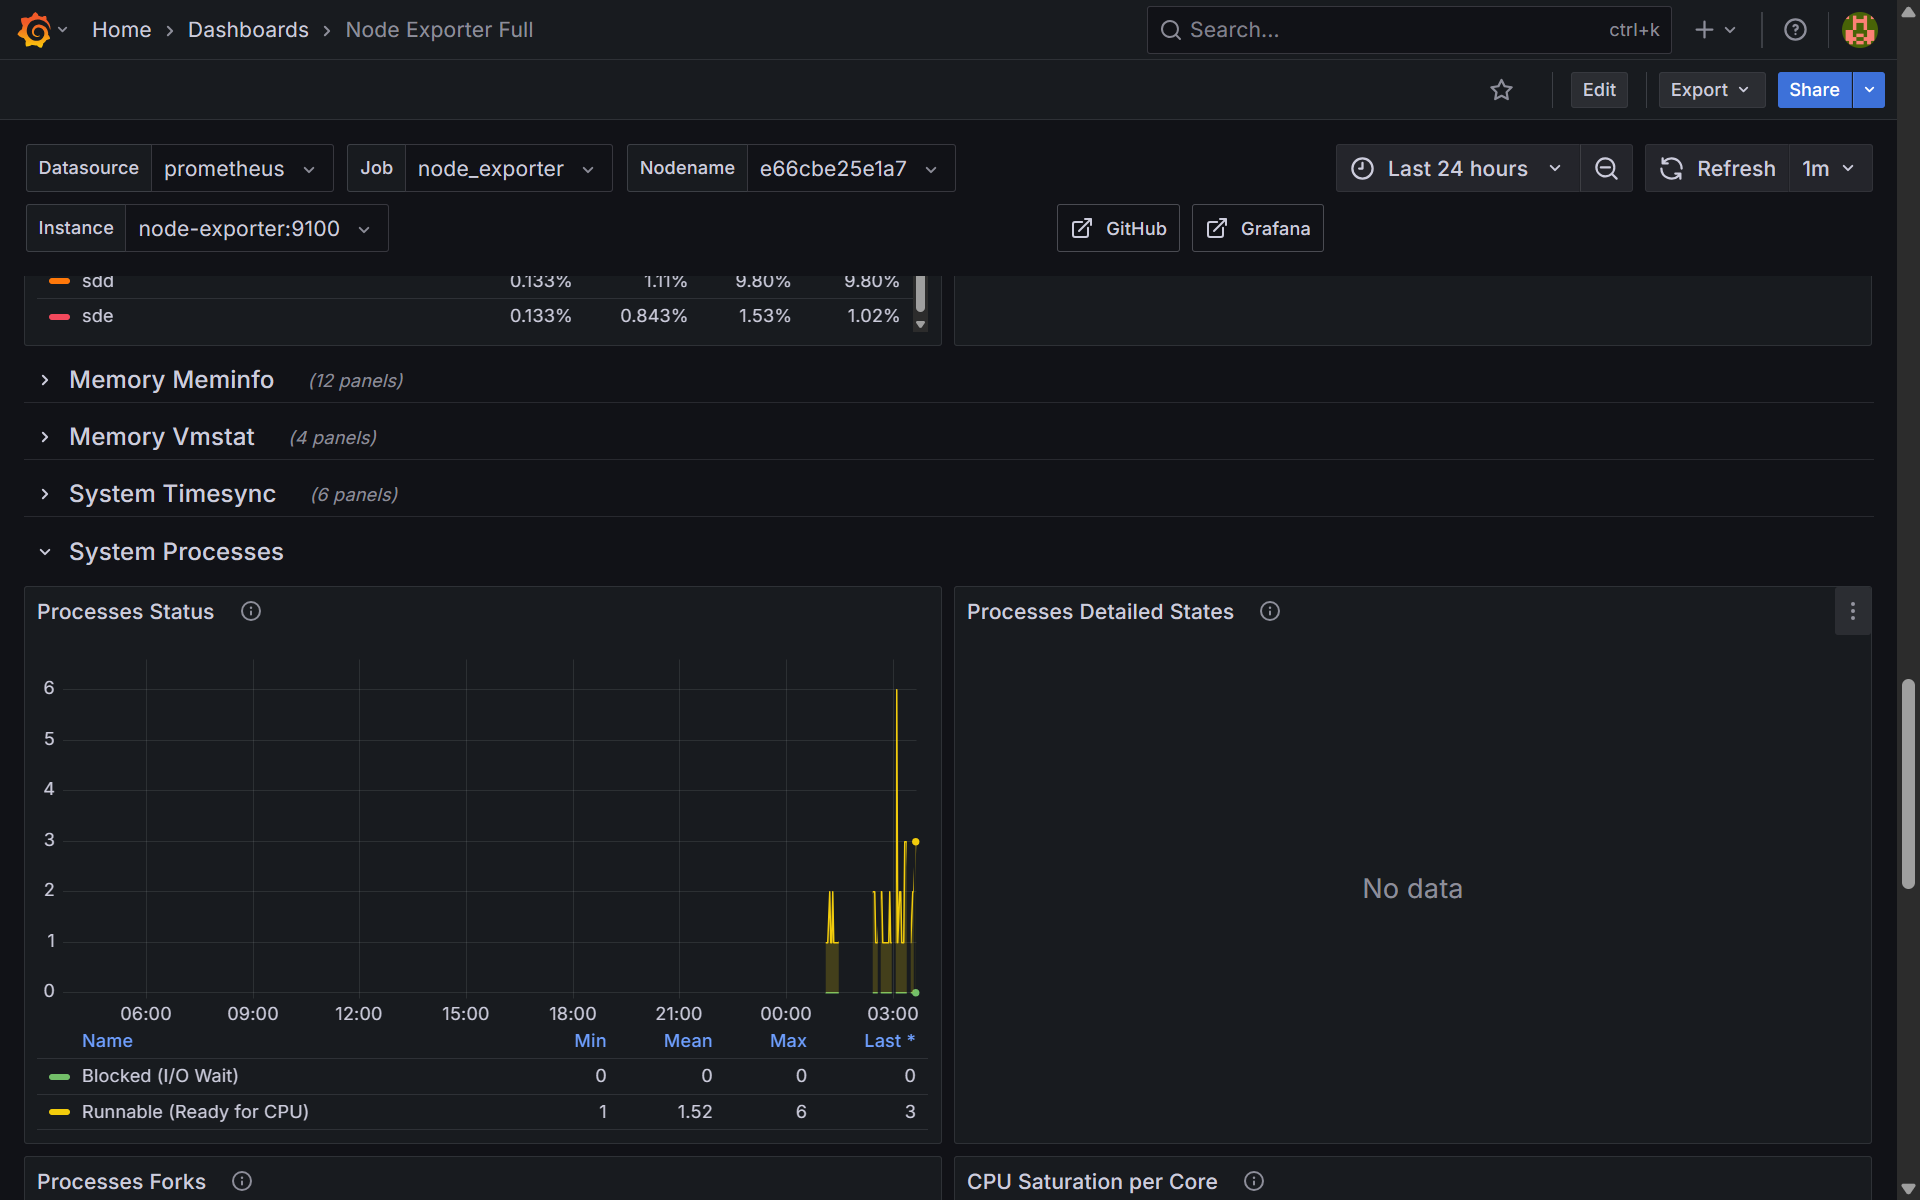 Home › Dashboards › Node Exporter Full
Search...
ctrl+k
Edit
Export
Share
Datasource prometheus
Job node_exporter
Nodename e66cbe25e1a7
Last 24 hours
Refresh 1m
Instance node-exporter:9100
GitHub
Grafana
sdd 0.133% 1.11% 9.80% 9.80%
sde 0.133% 0.843% 1.53% 1.02%
Memory Meminfo (12 panels)
Memory Vmstat (4 panels)
System Timesync (6 panels)
System Processes
Processes Status
6
5
4
3
2
1
0
06:00 09:00 12:00 15:00 18:00 21:00 00:00 03:00
Name Min Mean Max Last *
Blocked (I/O Wait) 0 0 0 0
Runnable (Ready for CPU) 1 1.52 6 3
Processes Detailed States
No data
Processes Forks
CPU Saturation per Core